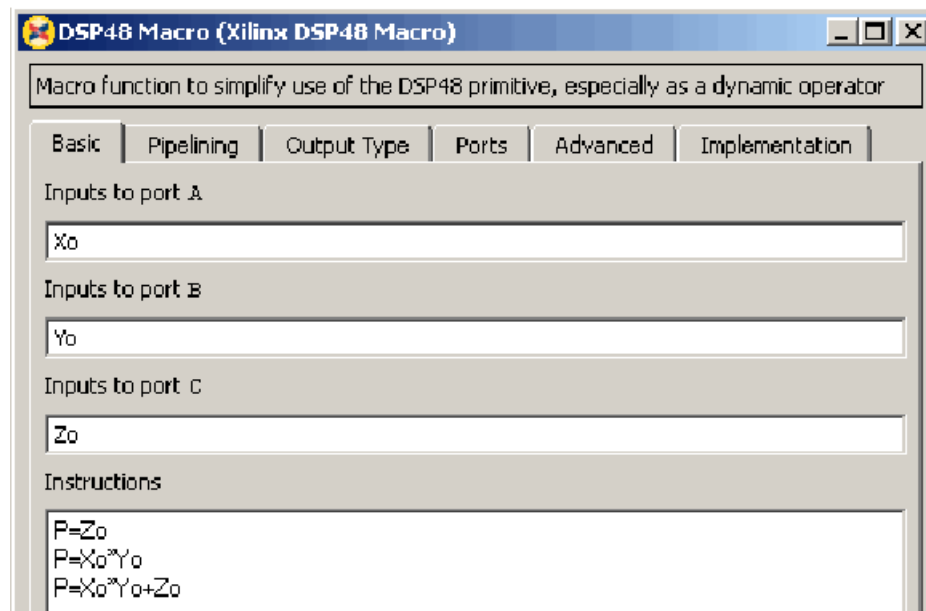 DSP48 Macro (Xilinx DSP48 Macro)
Macro function to simplify use of the DSP48 primitive, especially as a dynamic operator
Basic Pipelining Output Type Ports Advanced Implementation
Inputs to port A
Xo
Inputs to port B
Yo
Inputs to port C
Zo
Instructions
P=Zo
P=Xo*Yo
P=Xo*Yo+Zo